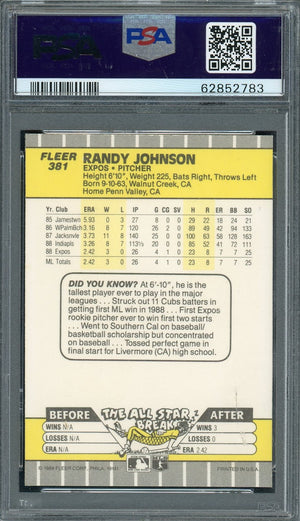 PSA
PSA
62852783
FLEER
381
RANDY JOHNSON
EXPOS • PITCHER
Height 6'10", Weight 225, Bats Right, Throws Left
Born 9-10-63, Walnut Creek, CA
Home Penn Valley, CA
Yr. Club ERA W L IP G CG SV H R ER BB SO
85 Jamestwn 5.93 0 3 27 8 0 0 29 22 18 24 21
86 WPalmBch 3.16 8 7 120 26 2 0 89 49 42 94 133
87 Jacksnvle 3.73 11 8 140 25 0 0 100 63 58 128 163
88 Indiapls 3.26 8 7 113⅓ 20 0 0 85 52 41 72 111
88 Expos 2.42 3 0 26 4 1 0 23 8 7 7 25
ML Totals 2.42 3 0 26 4 1 0 23 8 7 7 25
DID YOU KNOW? At 6'-10", he is the
tallest player ever to play in the major
leagues . . . Struck out 11 Cubs batters in
getting first ML win in 1988 . . . First Expos
rookie pitcher ever to win first two starts
. . . Went to Southern Cal on baseball/
basketball scholarship but concentrated
on baseball . . . Tossed perfect game in
final start for Livermore (CA) high school.
BEFORE
THE ALL STAR
BREAK
AFTER
WINS N/A
WINS 3
LOSSES N/A
LOSSES 0
ERA N/A
ERA 2.42
© 1989 FLEER CORP., PHILA. 19141
PRINTED IN U.S.A.